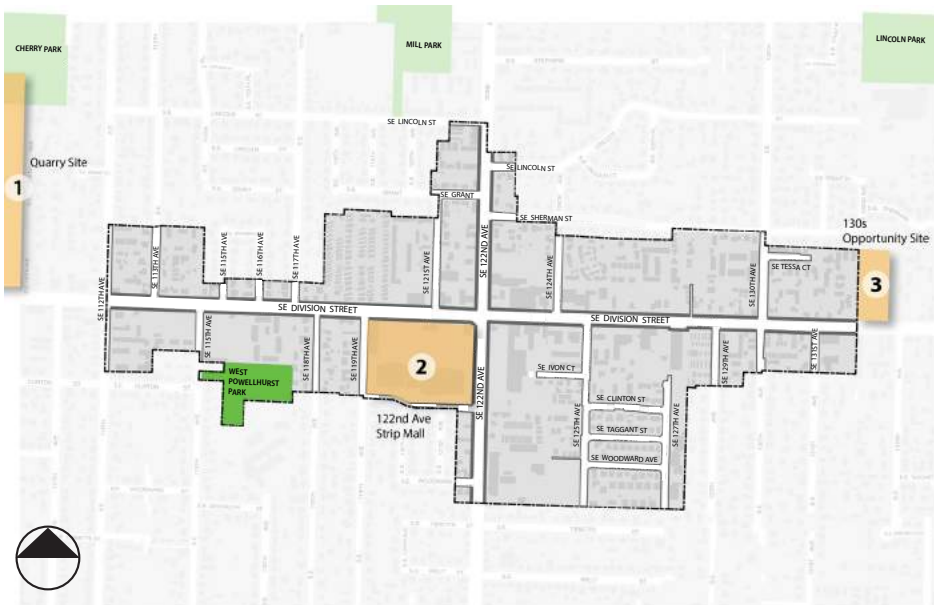 CHERRY PARK
MILL PARK
LINCOLN PARK
SE LINCOLN ST
Quarry Site
1
SE LINCOLN ST
SE GRANT
SE SHERMAN ST
130s
Opportunity Site
SE 112TH AVE
SE 113TH AVE
SE 115TH AVE
SE 116TH AVE
SE 117TH AVE
SE 121ST AVE
SE 122ND AVE
SE 124TH AVE
SE 130TH AVE
SE TESSA CT
3
SE DIVISION STREET
SE DIVISION STREET
SE 115TH AVE
SE 118TH AVE
SE 119TH AVE
2
SE 122ND AVE
SE IVON CT
SE 129TH AVE
SE 131ST AVE
WEST
POWELLHURST
PARK
SE CLINTON ST
122nd Ave
Strip Mall
SE 125TH AVE
SE TAGGANT ST
SE 127TH AVE
SE WOODWARD AVE